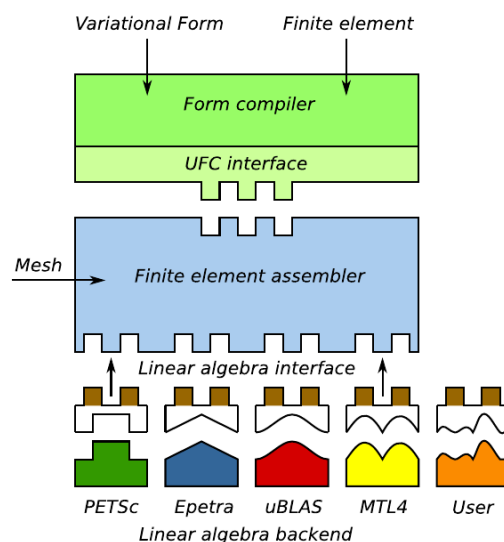 Variational Form Finite element
Form compiler
UFC interface
Mesh
Finite element assembler
Linear algebra interface
PETSc Epetra uBLAS MTL4 User
Linear algebra backend